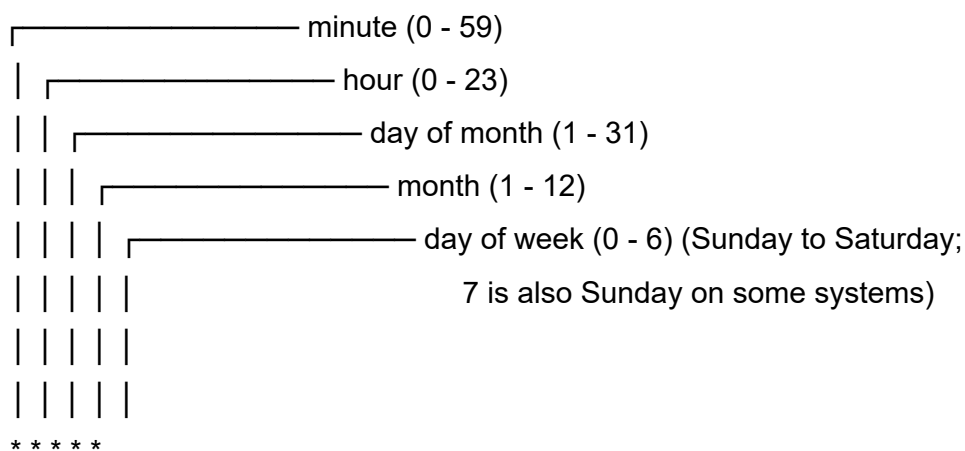 minute (0 - 59)
hour (0 - 23)
day of month (1 - 31)
month (1 - 12)
day of week (0 - 6) (Sunday to Saturday;
7 is also Sunday on some systems)
* * * * *